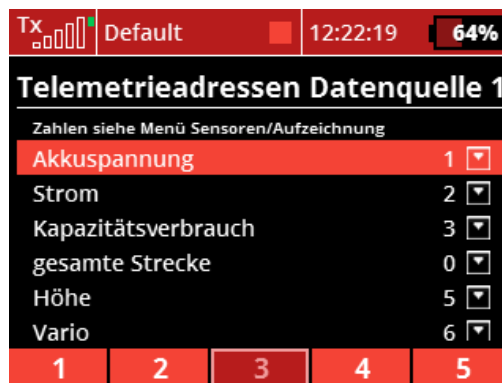 Tx Default 12:22:19 64%
Telemetrieadressen Datenquelle 1
Zahlen siehe Menü Sensoren/Aufzeichnung
Akkuspannung 1
Strom 2
Kapazitätsverbrauch 3
gesamte Strecke 0
Höhe 5
Vario 6
1 2 3 4 5